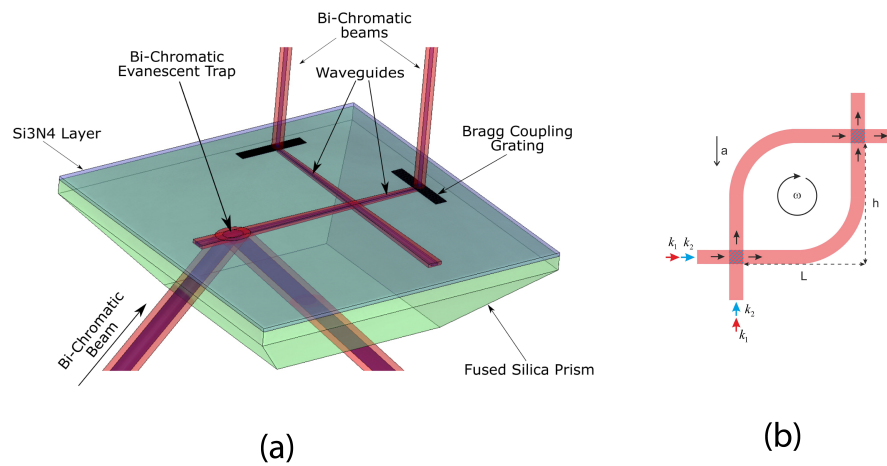 Bi-Chromatic
Evanescent Trap
Bi-Chromatic
beams
Waveguides
Si3N4 Layer
Bragg Coupling
Grating
Bi-Chromatic
Beam
Fused Silica Prism
(a)
a
ω
h
k1 k2
L
k2
k1
(b)